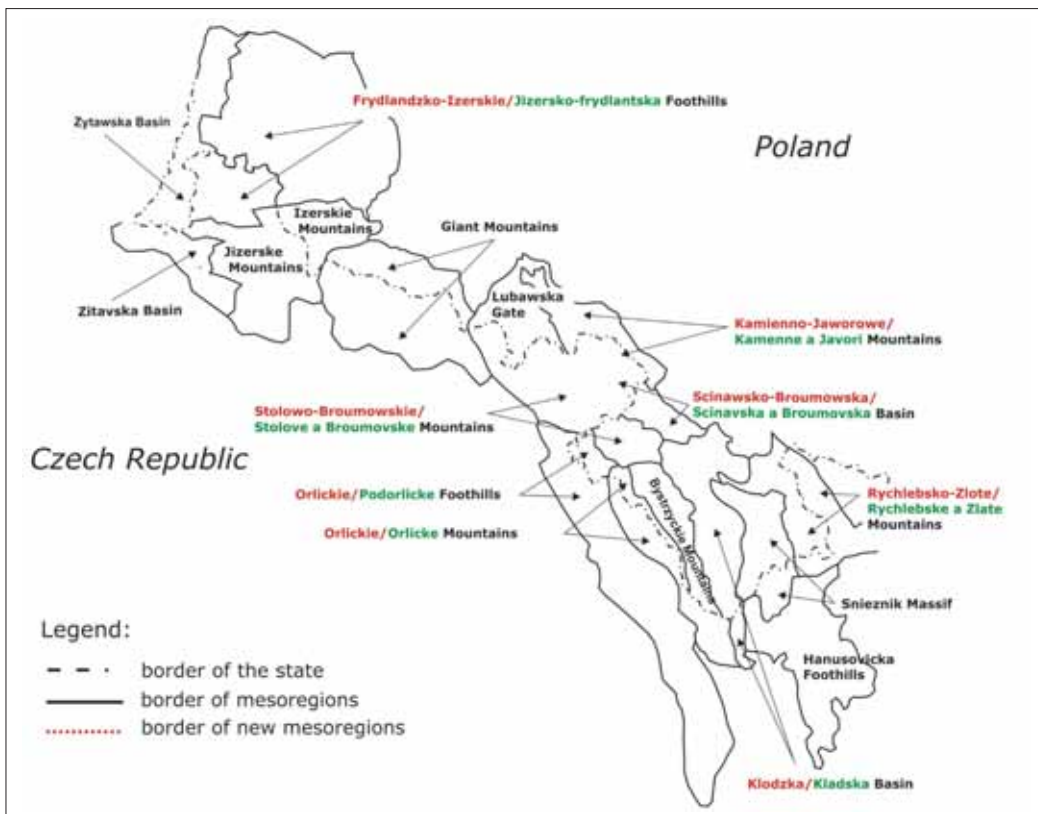 Frydlandzko-Izerskie/Jizersko-frydlantska Foothills
Zytawska Basin
Poland
Izerskie
Mountains
Giant Mountains
Jizerske
Mountains
Zitavska Basin
Lubawska
Gate
Kamienno-Jaworowe/
Kamenne a Javori Mountains
Stolowo-Broumowskie/
Stolove a Broumovske Mountains
Scinawsko-Broumowska/
Scinavska a Broumovska Basin
Czech Republic
Orlickie/Podorlicke Foothills
Bystrzyckie Mountains
Rychlebsko-Zlote/
Rychlebske a Zlate
Mountains
Orlickie/Orlicke Mountains
Snieznik Massif
Legend:
border of the state
border of mesoregions
border of new mesoregions
Hanusovicka
Foothills
Klodzka/Kladska Basin